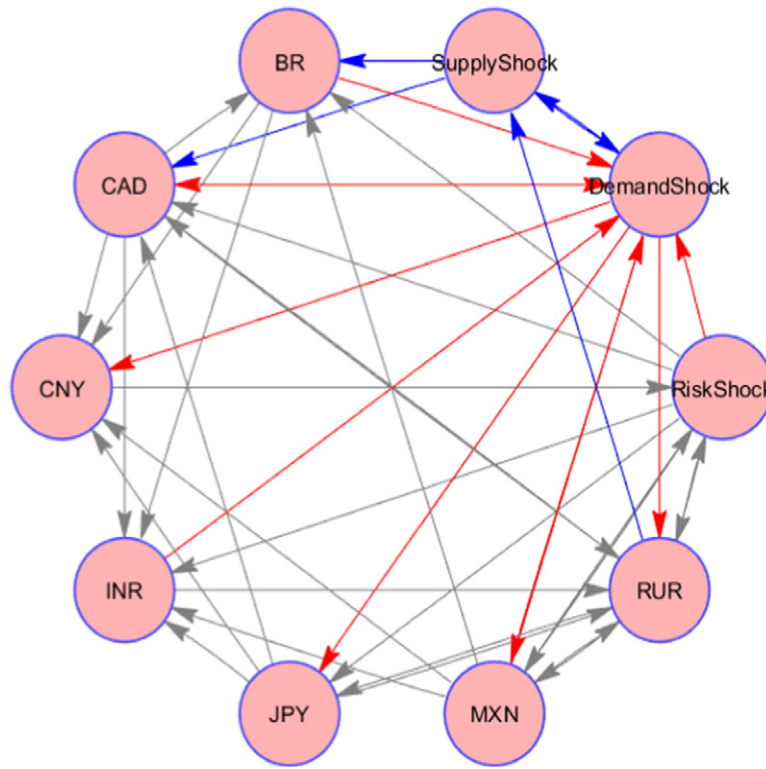 BR
SupplyShock
CAD
DemandShock
CNY
RiskShock
INR
RUR
JPY
MXN